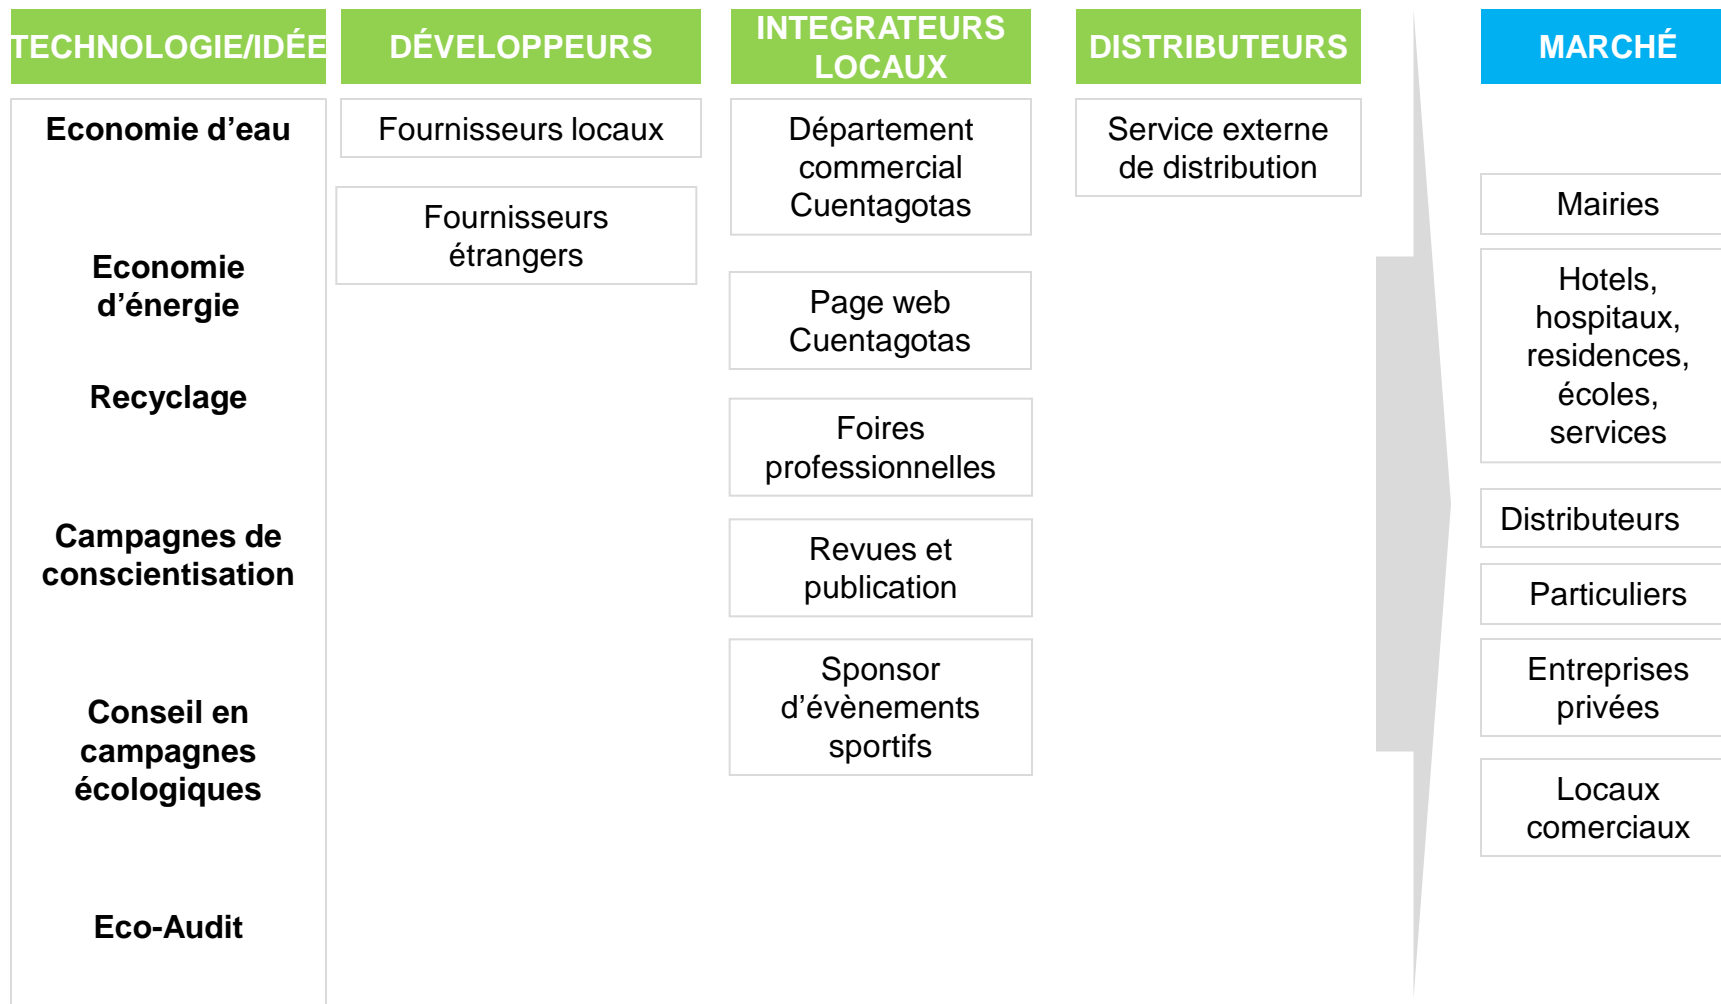 TECHNOLOGIE/IDÉE
DÉVELOPPEURS
INTEGRATEURS
LOCAUX
DISTRIBUTEURS
MARCHÉ
Economie d’eau
Economie
d’énergie
Recyclage
Campagnes de
conscientisation
Conseil en
campagnes
écologiques
Eco-Audit
Fournisseurs locaux
Fournisseurs
étrangers
Département
commercial
Cuentagotas
Page web
Cuentagotas
Foires
professionnelles
Revues et
publication
Sponsor
d’évènements
sportifs
Service externe
de distribution
Mairies
Hotels,
hospitaux,
residences,
écoles,
services
Distributeurs
Particuliers
Entreprises
privées
Locaux
comerciaux